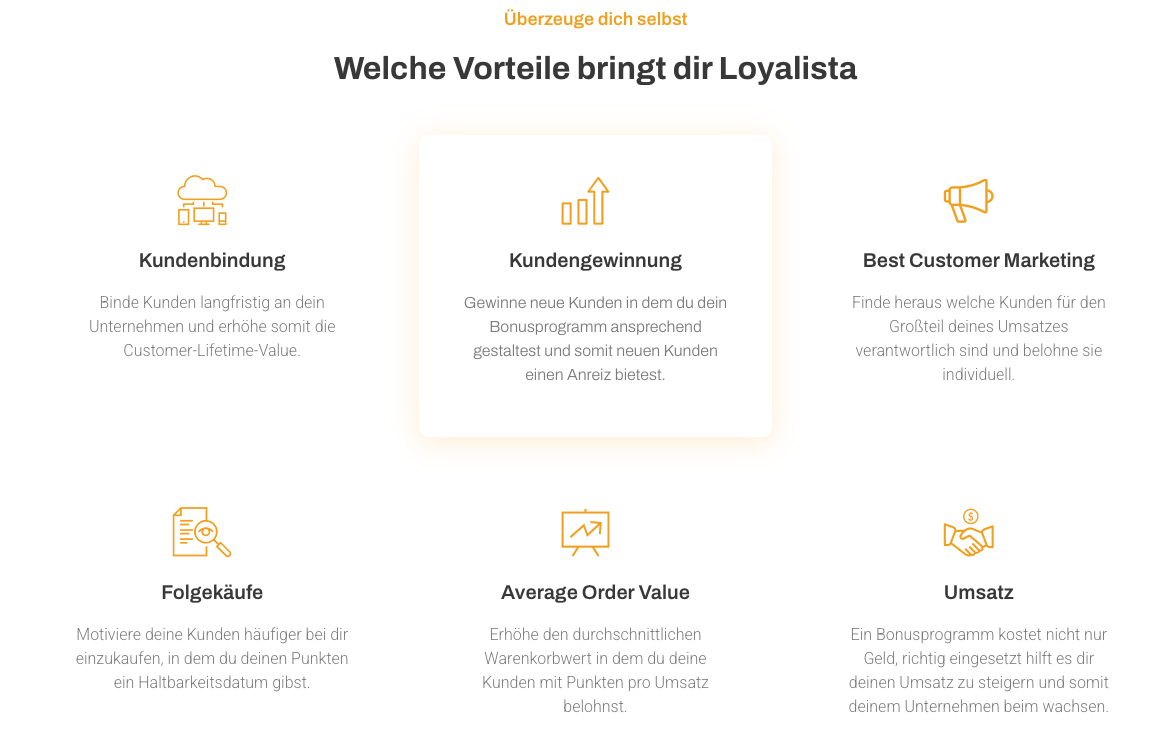 Überzeuge dich selbst
Welche Vorteile bringt dir Loyalista
Kundenbindung
Binde Kunden langfristig an dein
Unternehmen und erhöhe somit die
Customer-Lifetime-Value.
Kundengewinnung
Gewinne neue Kunden in dem du dein
Bonusprogramm ansprechend
gestaltest und somit neuen Kunden
einen Anreiz bietest.
Best Customer Marketing
Finde heraus welche Kunden für den
Großteil deines Umsatzes
verantwortlich sind und belohne sie
individuell.
Folgekäufe
Motiviere deine Kunden häufiger bei dir
einzukaufen, in dem du deinen Punkten
ein Haltbarkeitsdatum gibst.
Average Order Value
Erhöhe den durchschnittlichen
Warenkorbwert in dem du deine
Kunden mit Punkten pro Umsatz
belohnst.
$
Umsatz
Ein Bonusprogramm kostet nicht nur
Geld, richtig eingesetzt hilft es dir
deinen Umsatz zu steigern und somit
deinem Unternehmen beim wachsen.